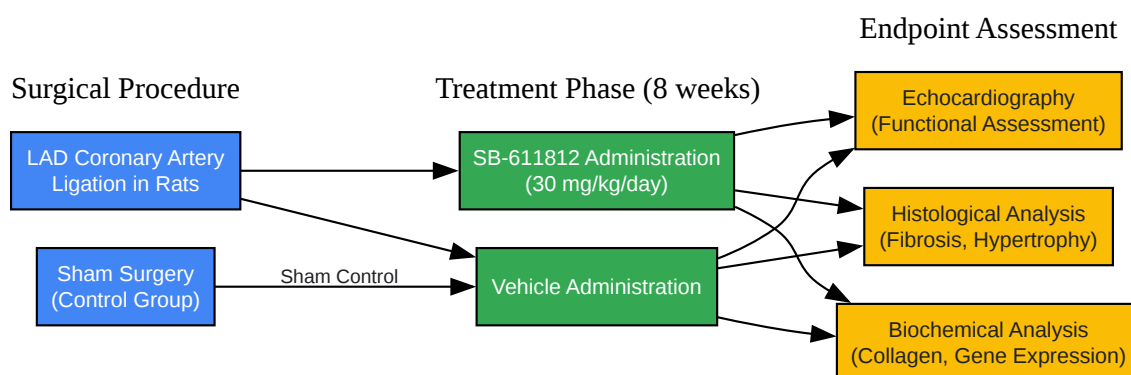 Endpoint Assessment
Surgical Procedure
Treatment Phase (8 weeks)
LAD Coronary Artery
Ligation in Rats
Sham Surgery
(Control Group)
Sham Control
SB-611812 Administration
(30 mg/kg/day)
Vehicle Administration
Echocardiography
(Functional Assessment)
Histological Analysis
(Fibrosis, Hypertrophy)
Biochemical Analysis
(Collagen, Gene Expression)